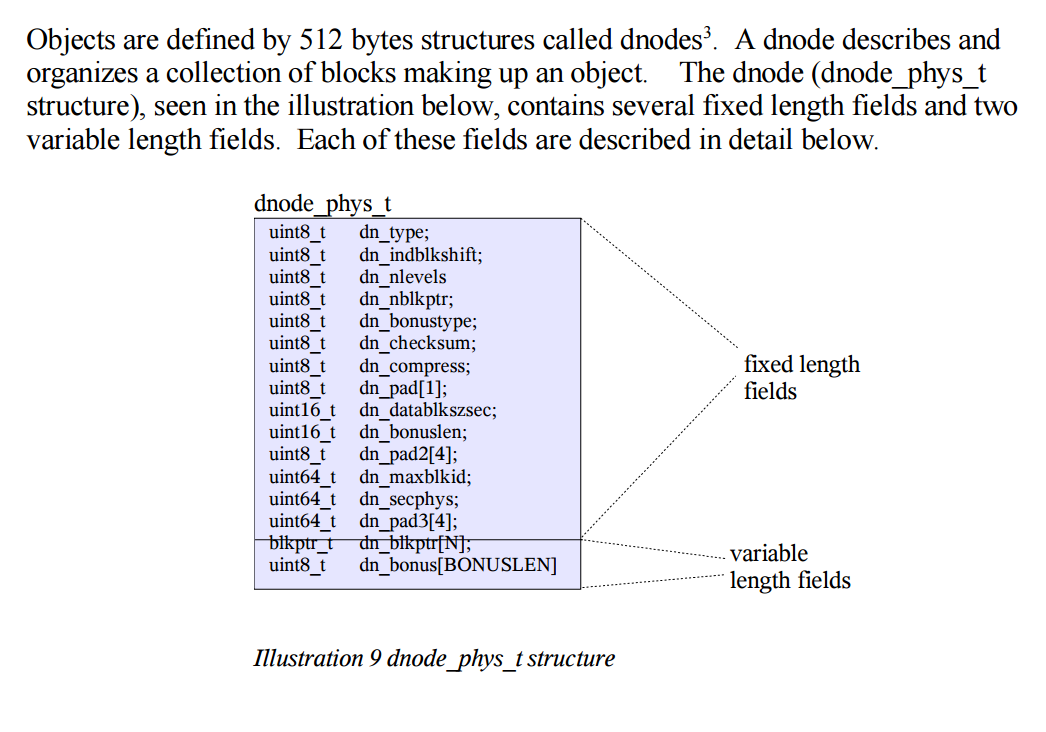 Objects are defined by 512 bytes structures called dnodes³. A dnode describes and
organizes a collection of blocks making up an object. The dnode (dnode_phys_t
structure), seen in the illustration below, contains several fixed length fields and two
variable length fields. Each of these fields are described in detail below.
dnode_phys_t
uint8_t dn_type;
uint8_t dn_indblkshift;
uint8_t dn_nlevels
uint8_t dn_nblkptr;
uint8_t dn_bonustype;
uint8_t dn_checksum;
uint8_t dn_compress;
uint8_t dn_pad[1];
uint16_t dn_datablkszsec;
uint16_t dn_bonuslen;
uint8_t dn_pad2[4];
uint64_t dn_maxblkid;
uint64_t dn_secphys;
uint64_t dn_pad3[4];
blkptr_t dn_blkptr[N];
uint8_t dn_bonus[BONUSLEN]
fixed length
fields
variable
length fields
Illustration 9 dnode_phys_t structure